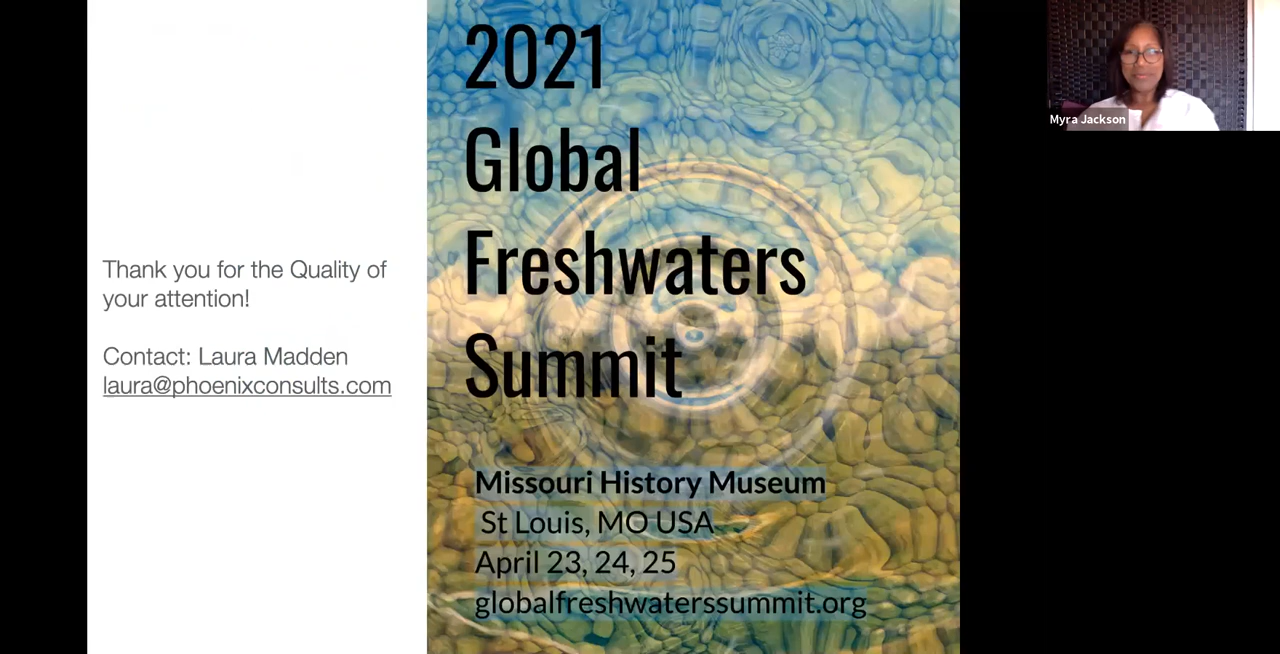 Thank you for the Quality of
your attention!
Contact: Laura Madden
laura@phoenixconsults.com
2021
Global
Freshwaters
Summit
Missouri History Museum
St Louis, MO USA
April 23, 24, 25
globalfreshwaterssummit.org
Myra Jackson